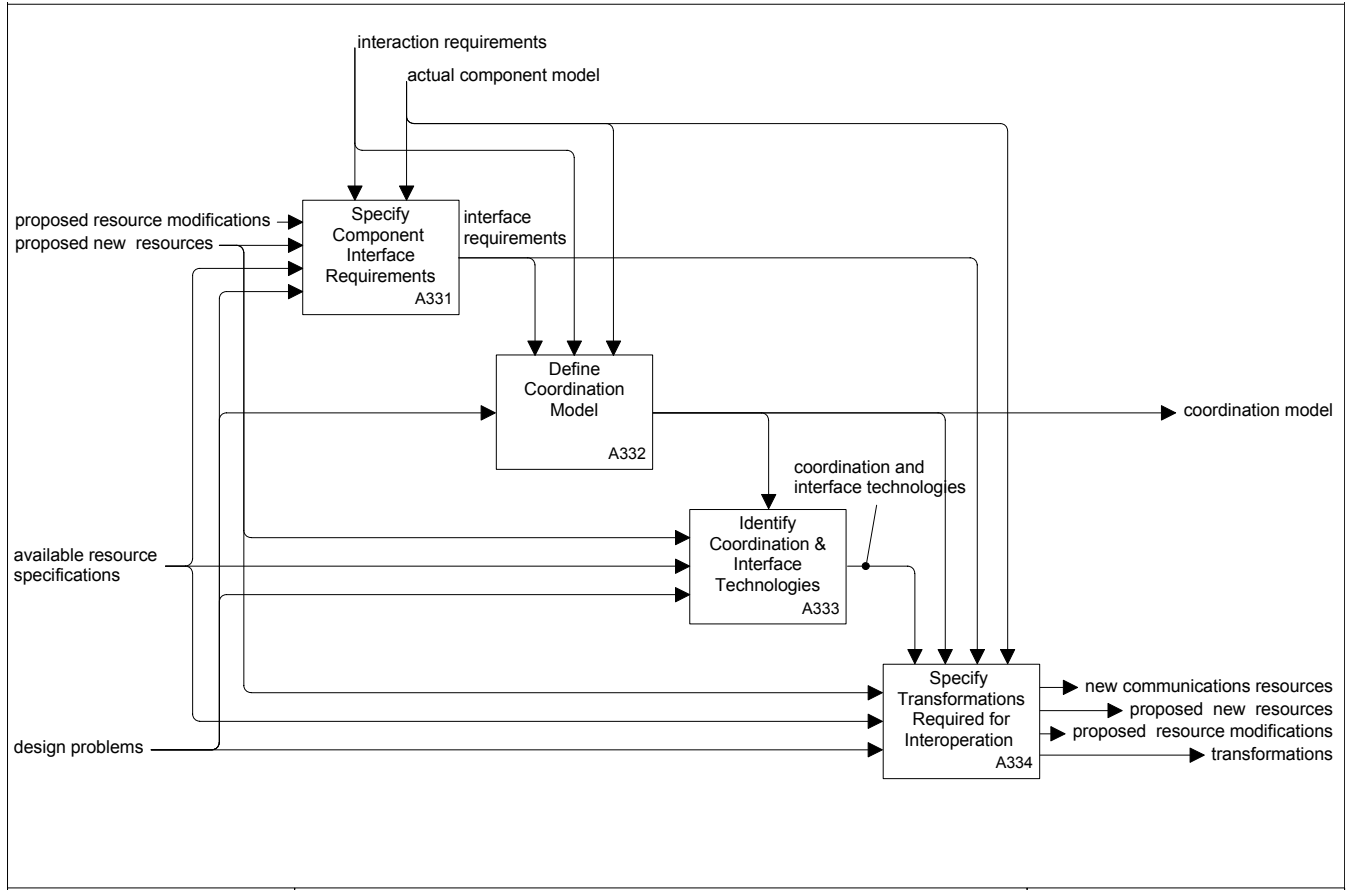 interaction requirements
actual component model
proposed resource modifications
proposed new resources
Specify
Component
Interface
Requirements
A331
interface
requirements
Define
Coordination
Model
A332
coordination model
coordination and
interface technologies
available resource
specifications
Identify
Coordination &
Interface
Technologies
A333
design problems
Specify
Transformations
Required for
Interoperation
A334
new communications resources
proposed new resources
proposed resource modifications
transformations